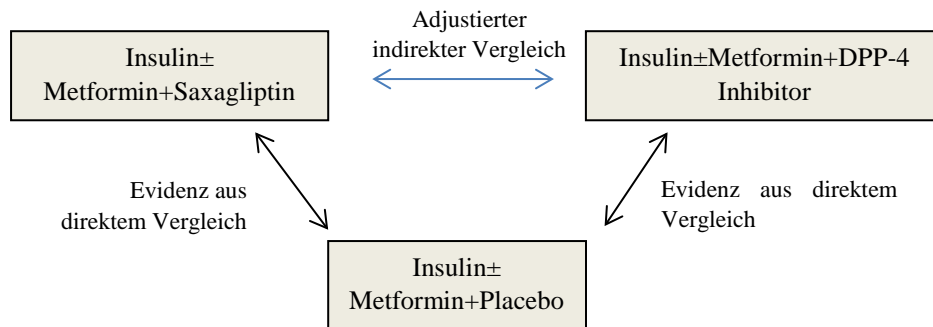 Adjustierter
indirekter Vergleich
Insulin±
Metformin+Saxagliptin
Insulin±Metformin+DPP-4
Inhibitor
Evidenz aus
direktem Vergleich
Evidenz aus direktem
Vergleich
Insulin±
Metformin+Placebo